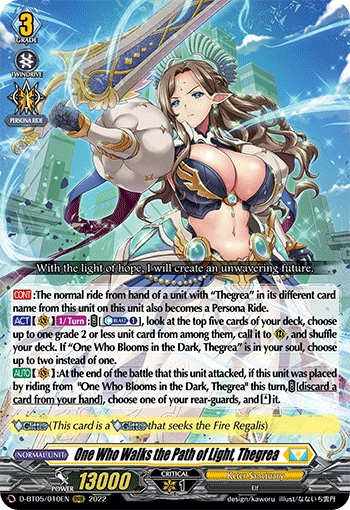 3
GRADE
TWINDRIVE
PERSONA RIDE
With the light of hope, I will create an unwavering future.
CONT:The normal ride from hand of a unit with "Thegrea" in its different card
name from this unit on this unit also becomes a Persona Ride.
ACT 1/Turn BLAST 1, look at the top five cards of your deck, choose
up to one grade 2 or less unit card from among them, call it to , and shuffle
your deck. If "One Who Blooms in the Dark, Thegrea" is in your soul, choose
up to two instead of one.
AUTO:At the end of the battle that this unit attacked, if this unit was placed
by riding from "One Who Blooms in the Dark, Thegrea" this turn, [discard a
card from your hand], choose one of your rear-guards, and it.
(This card is a that seeks the Fire Regalis)
NORMAL UNIT
One Who Walks the Path of Light, Thegrea
POWER 13000
CRITICAL 1
Keter Sanctuary
Elf
D-BT05/010EN RRR 2022
design/kaworu illust/なないち雲丹